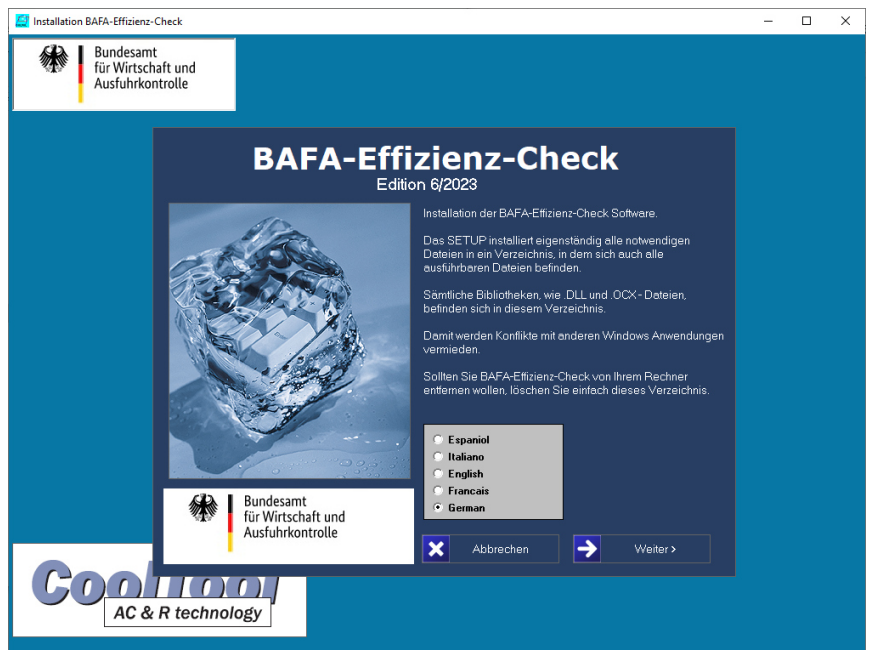 Installation BAFA-Effizienz-Check
Bundesamt
für Wirtschaft und
Ausfuhrkontrolle
BAFA-Effizienz-Check
Edition 6/2023
Installation der BAFA-Effizienz-Check Software.
Das SETUP installiert eigenständig alle notwendigen
Dateien in ein Verzeichnis, in dem sich auch alle
ausführbaren Dateien befinden.
Sämtliche Bibliotheken, wie .DLL und .OCX - Dateien,
befinden sich in diesem Verzeichnis.
Damit werden Konflikte mit anderen Windows Anwendungen
vermieden.
Sollten Sie BAFA-Effizienz-Check von Ihrem Rechner
entfernen wollen, löschen Sie einfach dieses Verzeichnis.
Espaniol
Italiano
English
Francais
German
Bundesamt
für Wirtschaft und
Ausfuhrkontrolle
Abbrechen
Weiter >
CoolTool
AC & R technology